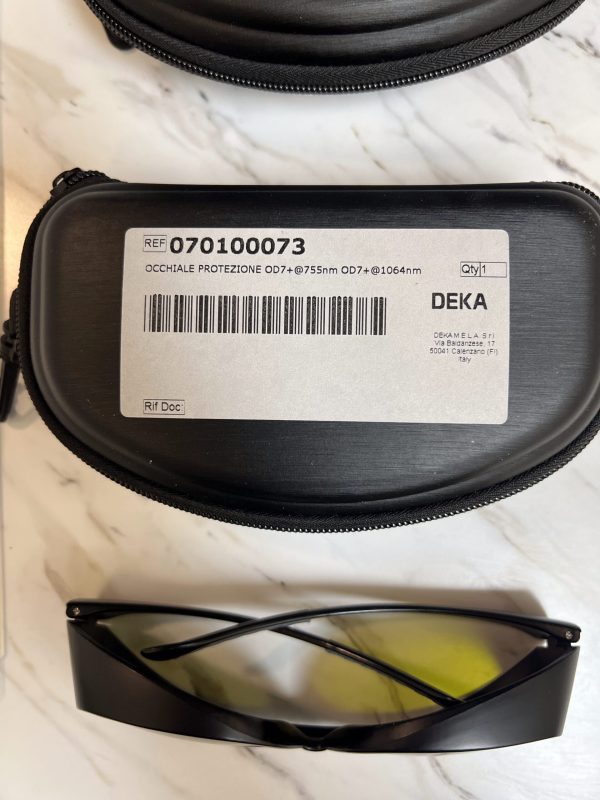 REF 070100073
OCCHIALE PROTEZIONE OD7+@755nm OD7+@1064nm
Qty 1
DEKA
DEKA M.E.L.A. S.r.l
Via Baldanzese, 17
50041 Calenzano (FI)
Italy
Rif Doc: